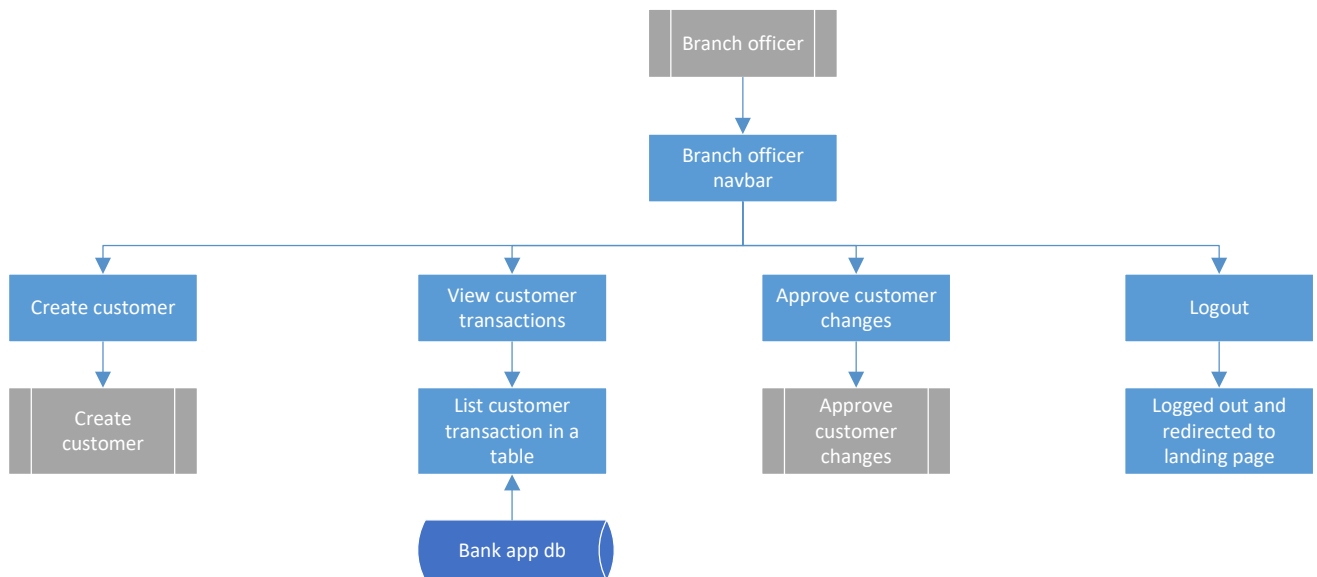 Branch officer
Branch officer
navbar
Create customer
View customer
transactions
Approve customer
changes
Logout
Create
customer
List customer
transaction in a
table
Approve
customer
changes
Logged out and
redirected to
landing page
Bank app db